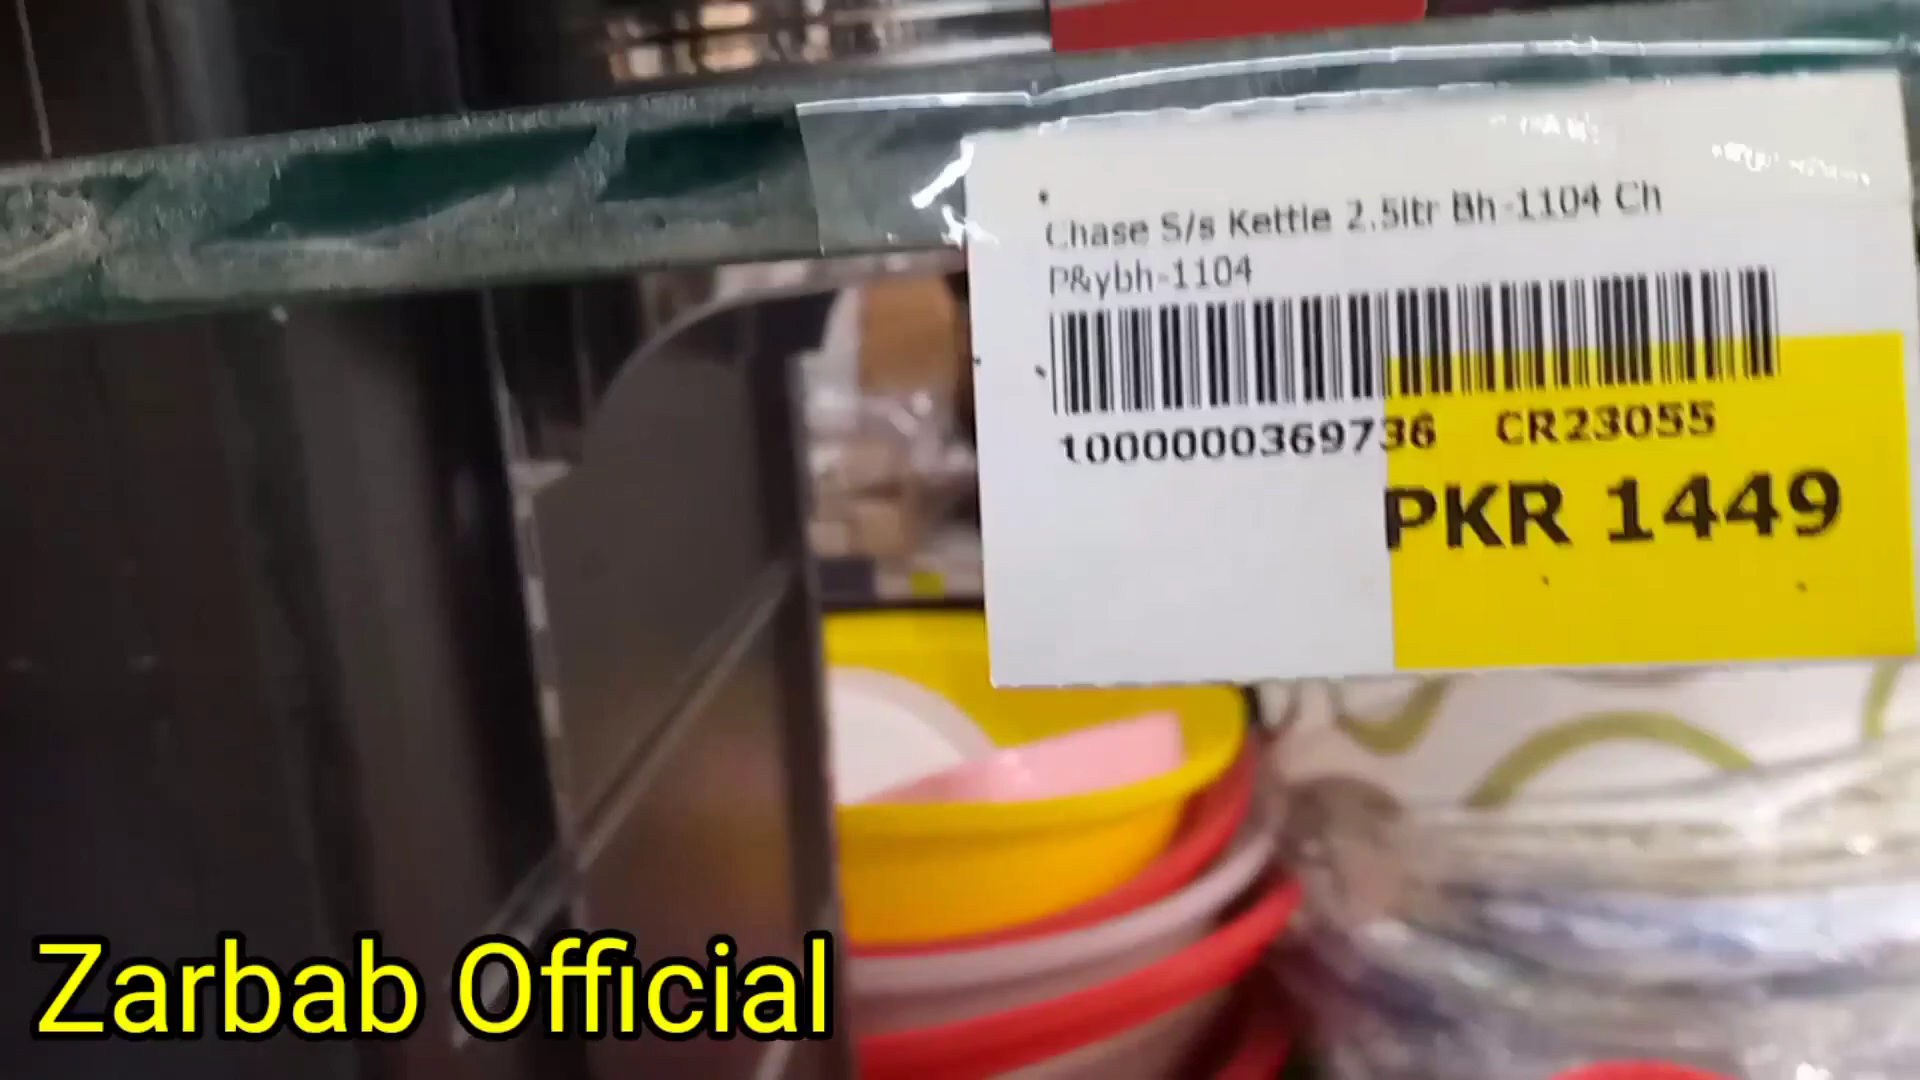 Chase S/s Kettle 2.5ltr Bh-1104 Ch
P&ybh-1104
1000000369736 CR23055
PKR 1449
Zarbab Official